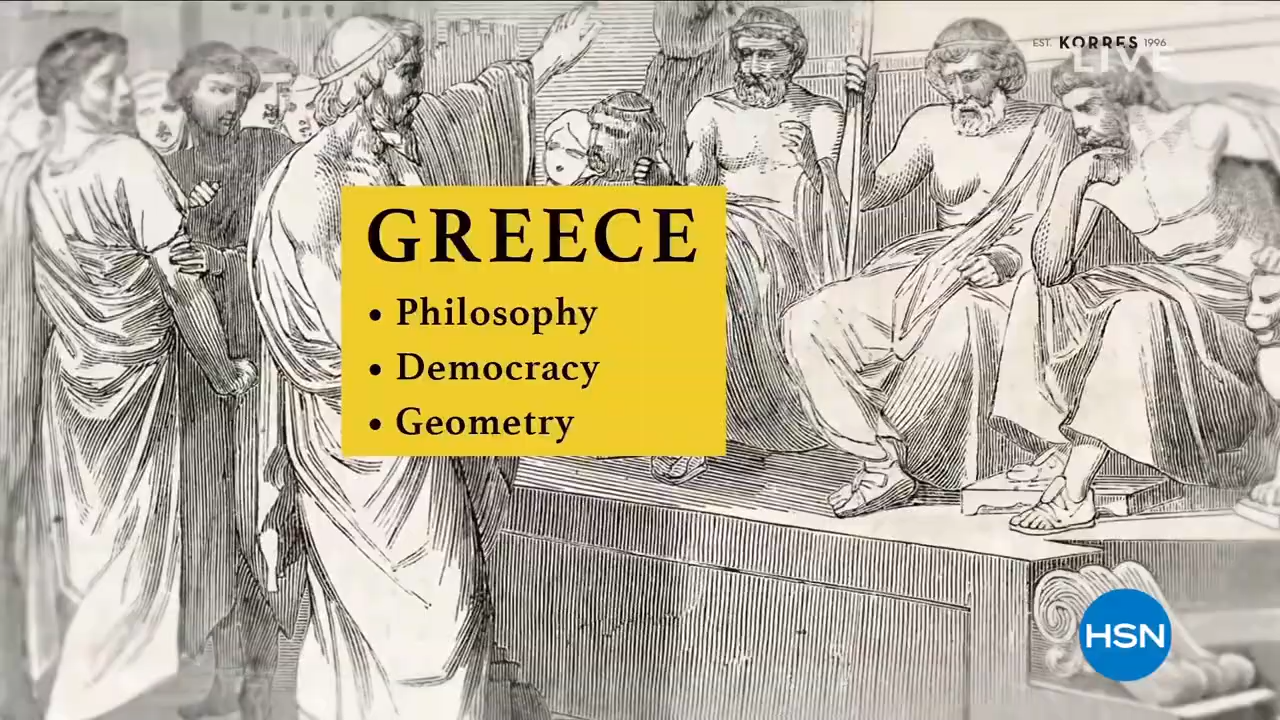 EST. KORRES 1996
LIVE
GREECE
• Philosophy
• Democracy
• Geometry
HSN